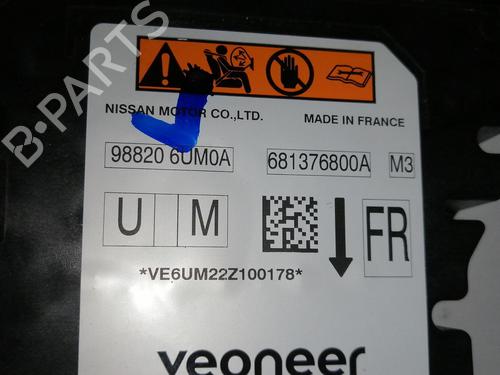 B-PARTS
NISSAN MOTOR CO.,LTD. MADE IN FRANCE
98820 6UM0A 681376800A M3
U M FR
*VE6UM22Z100178*
veoneer